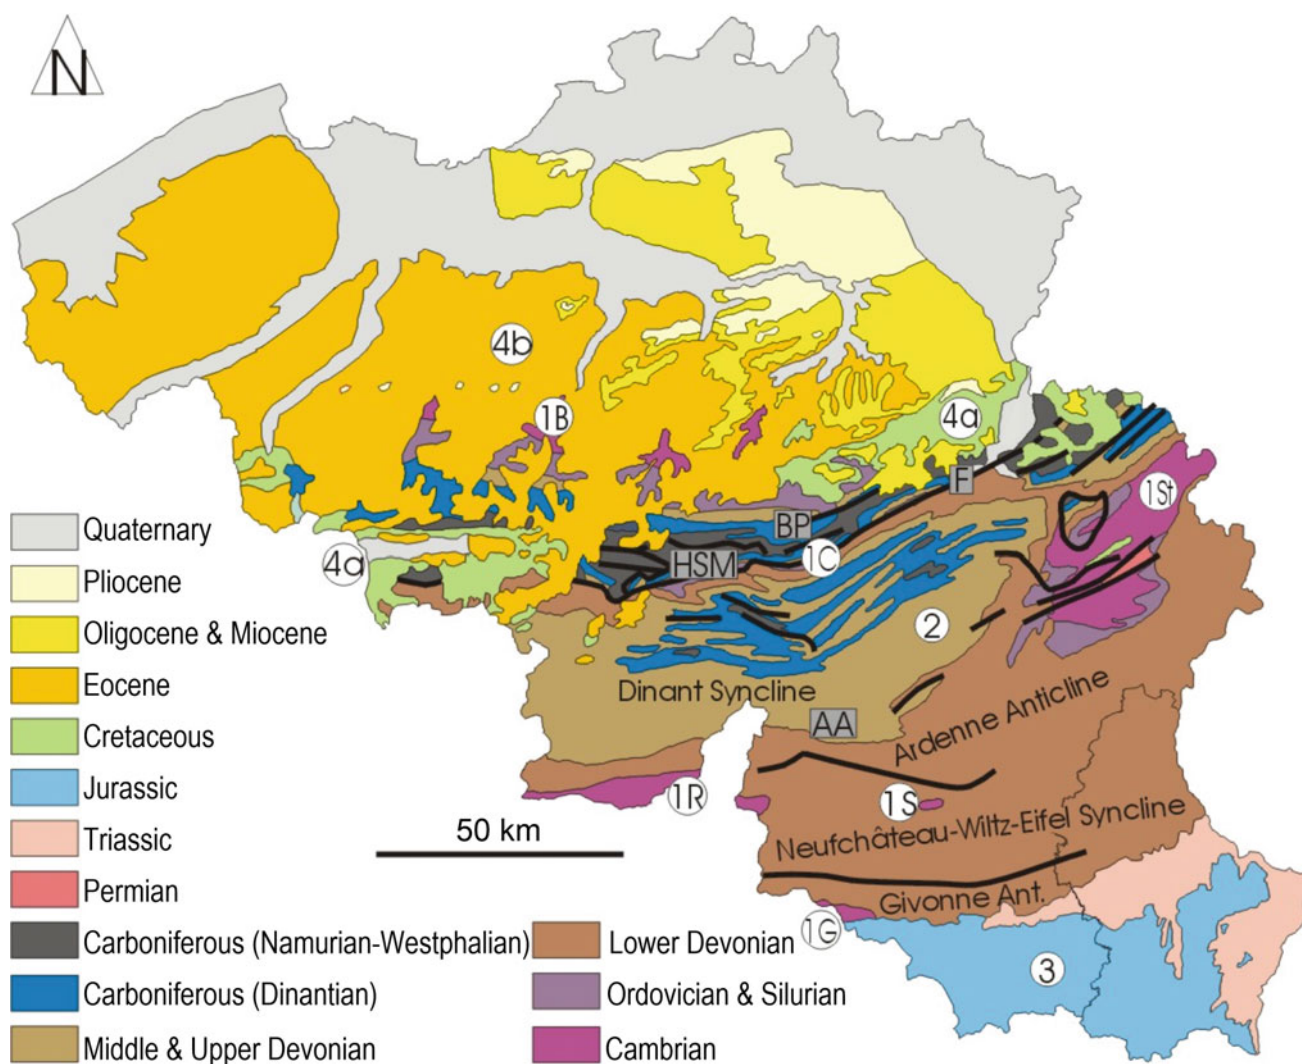 N
4b
1B
4a
1St
F
BP
HSM
1C
4a
2
Dinant Syncline
AA
Ardenne Anticline
1R
1S
50 km
Neufchâteau-Wiltz-Eifel Syncline
Givonne Ant.
1G
3
Quaternary
Pliocene
Oligocene & Miocene
Eocene
Cretaceous
Jurassic
Triassic
Permian
Carboniferous (Namurian-Westphalian)
Carboniferous (Dinantian)
Middle & Upper Devonian
Lower Devonian
Ordovician & Silurian
Cambrian